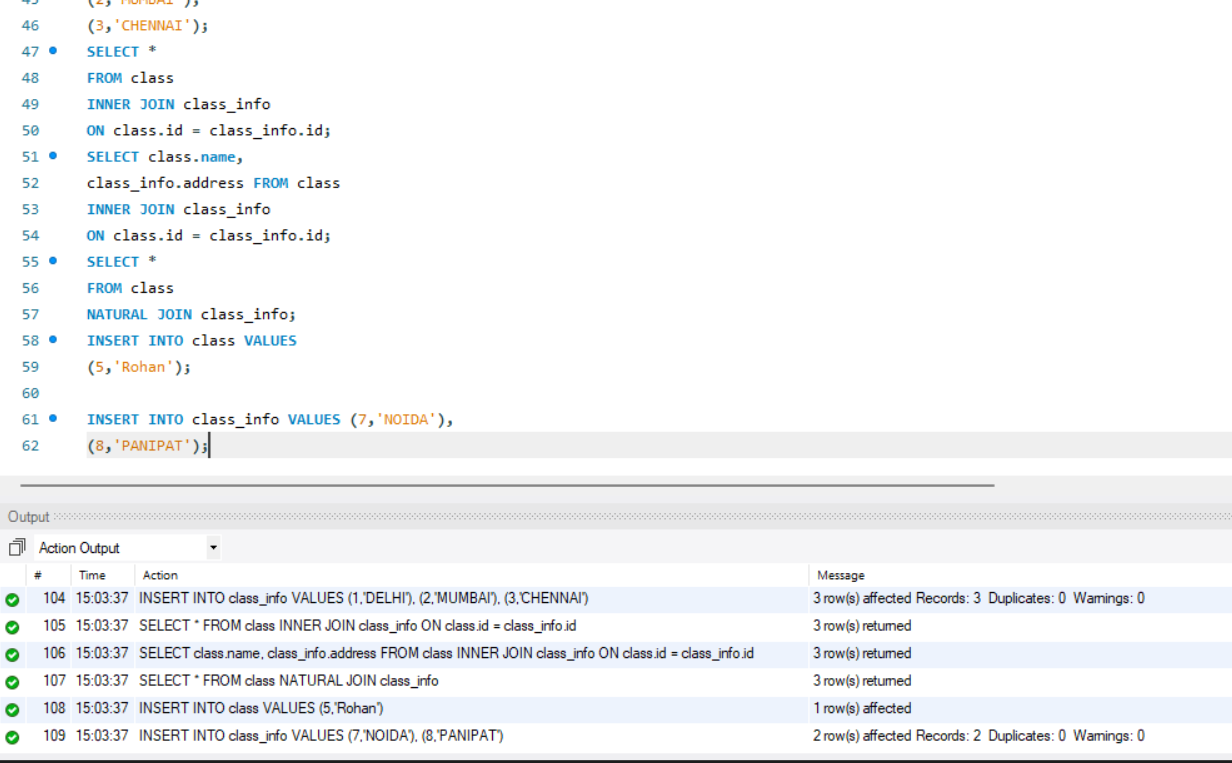 45 (2,'MUMBAI'),
46 (3,'CHENNAI');
47 SELECT *
48 FROM class
49 INNER JOIN class_info
50 ON class.id = class_info.id;
51 SELECT class.name,
52 class_info.address FROM class
53 INNER JOIN class_info
54 ON class.id = class_info.id;
55 SELECT *
56 FROM class
57 NATURAL JOIN class_info;
58 INSERT INTO class VALUES
59 (5,'Rohan');
60
61 INSERT INTO class_info VALUES (7,'NOIDA'),
62 (8,'PANIPAT');
Output
Action Output
# Time Action Message
104 15:03:37 INSERT INTO class_info VALUES (1,'DELHI'), (2,'MUMBAI'), (3,'CHENNAI') 3 row(s) affected Records: 3 Duplicates: 0 Warnings: 0
105 15:03:37 SELECT * FROM class INNER JOIN class_info ON class.id = class_info.id 3 row(s) returned
106 15:03:37 SELECT class.name, class_info.address FROM class INNER JOIN class_info ON class.id = class_info.id 3 row(s) returned
107 15:03:37 SELECT * FROM class NATURAL JOIN class_info 3 row(s) returned
108 15:03:37 INSERT INTO class VALUES (5,'Rohan') 1 row(s) affected
109 15:03:37 INSERT INTO class_info VALUES (7,'NOIDA'), (8,'PANIPAT') 2 row(s) affected Records: 2 Duplicates: 0 Warnings: 0